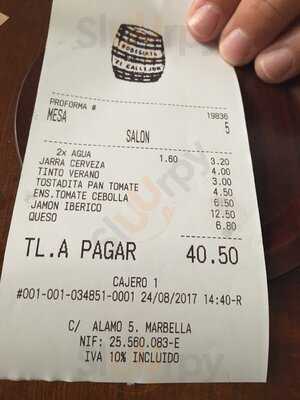 BODEGUITA
"EL CALLEJON"
PROFORMA # 19836
MESA 5
SALON
2x AGUA 1.60 3.20
JARRA CERVEZA 4.00
TINTO VERANO 3.00
TOSTADITA PAN TOMATE 4.50
ENS.TOMATE CEBOLLA 6.50
JAMON IBERICO 12.50
QUESO 6.80
TL.A PAGAR 40.50
CAJERO 1
#001-001-034851-0001 24/08/2017 14:40-R
C/ ALAMO 5. MARBELLA
NIF: 25.560.083-E
IVA 10% INCLUIDO